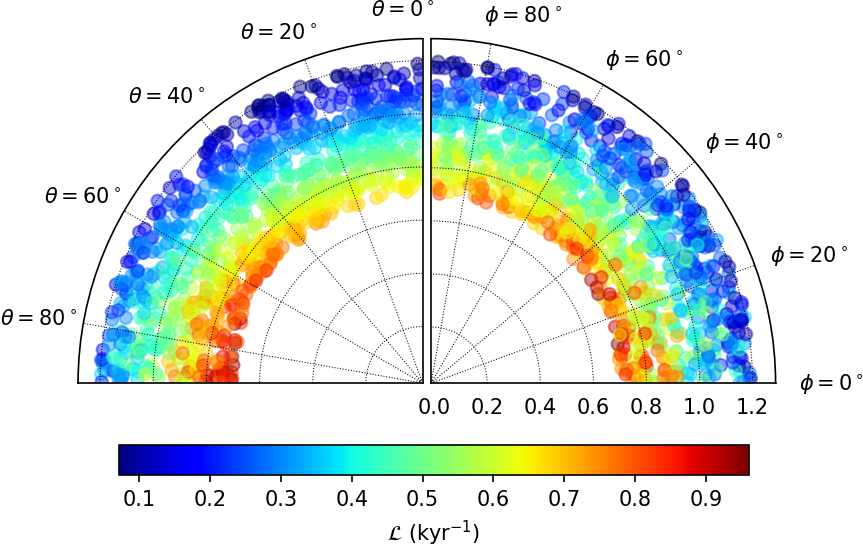 θ = 0°
ϕ = 80°
θ = 20°
ϕ = 60°
θ = 40°
ϕ = 40°
θ = 60°
ϕ = 20°
θ = 80°
ϕ = 0°
0.0 0.2 0.4 0.6 0.8 1.0 1.2
0.1 0.2 0.3 0.4 0.5 0.6 0.7 0.8 0.9
ℒ (kyr⁻¹)